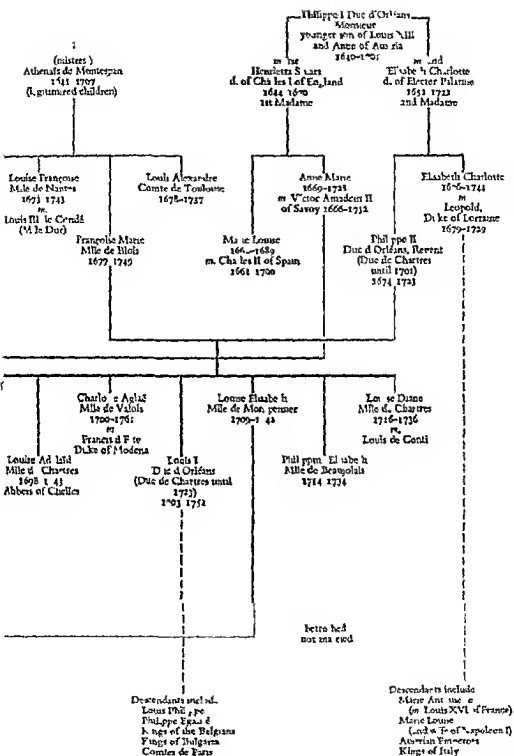 Philippe I Duc d'Orléans
Monsieur
younger son of Louis XIII
and Anne of
1640-1701
m
Henrietta
d. of Charles I of England
1644 1670
1st Madame
m 2nd
Charlotte
d. of Elector Palatine
1652 1722
2nd Madame
(mistress)
Athenaïs de Montespan
1641 1707
(legitimized children)
Louise Françoise
Mlle de Nantes
1673 1743
m.
Louis III de Condé
(M le Duc)
Françoise Marie
Mlle de Blois
1677 1749
Louis Alexandre
Comte de Toulouse
1678-1737
Marie Louise
1689
m. Charles II of Spain
1661 1700
Anne Marie
1669-1728
m Victor Amadeus II
of Savoy 1666-1732
Philippe II
Duc d'Orléans, Regent
(Duc de Chartres
until 1701)
1674 1723
Elisabeth Charlotte
1676-1744
m
Leopold,
Duke of Lorraine
1679-1729
Charlotte Aglaé
Mlle de Valois
1700-1761
m
Francis d'Este
Duke of Modena
Louise Elisabeth
Mlle de Montpensier
1709-1742
Louise Diane
Mlle de Chartres
1716-1736
m.
Louis de Conti
Louise
Mlle de Chartres
1698 1743
Abbess of Chelles
Louis I
Duc d'Orléans
(Duc de Chartres until
1723)
1703 1752
Elisabeth
Mlle de Beaujolais
1714 1734
betrothed
not married
Descendants include
Louis Philippe
Philippe Egalité
Kings of the Belgians
Kings of Bulgaria
Comtes de Paris
Descendants include
Marie Antoinette
(m Louis XVI of France)
Marie Louise
(2nd wife of Napoleon I)
Austrian Emperors
Kings of Italy